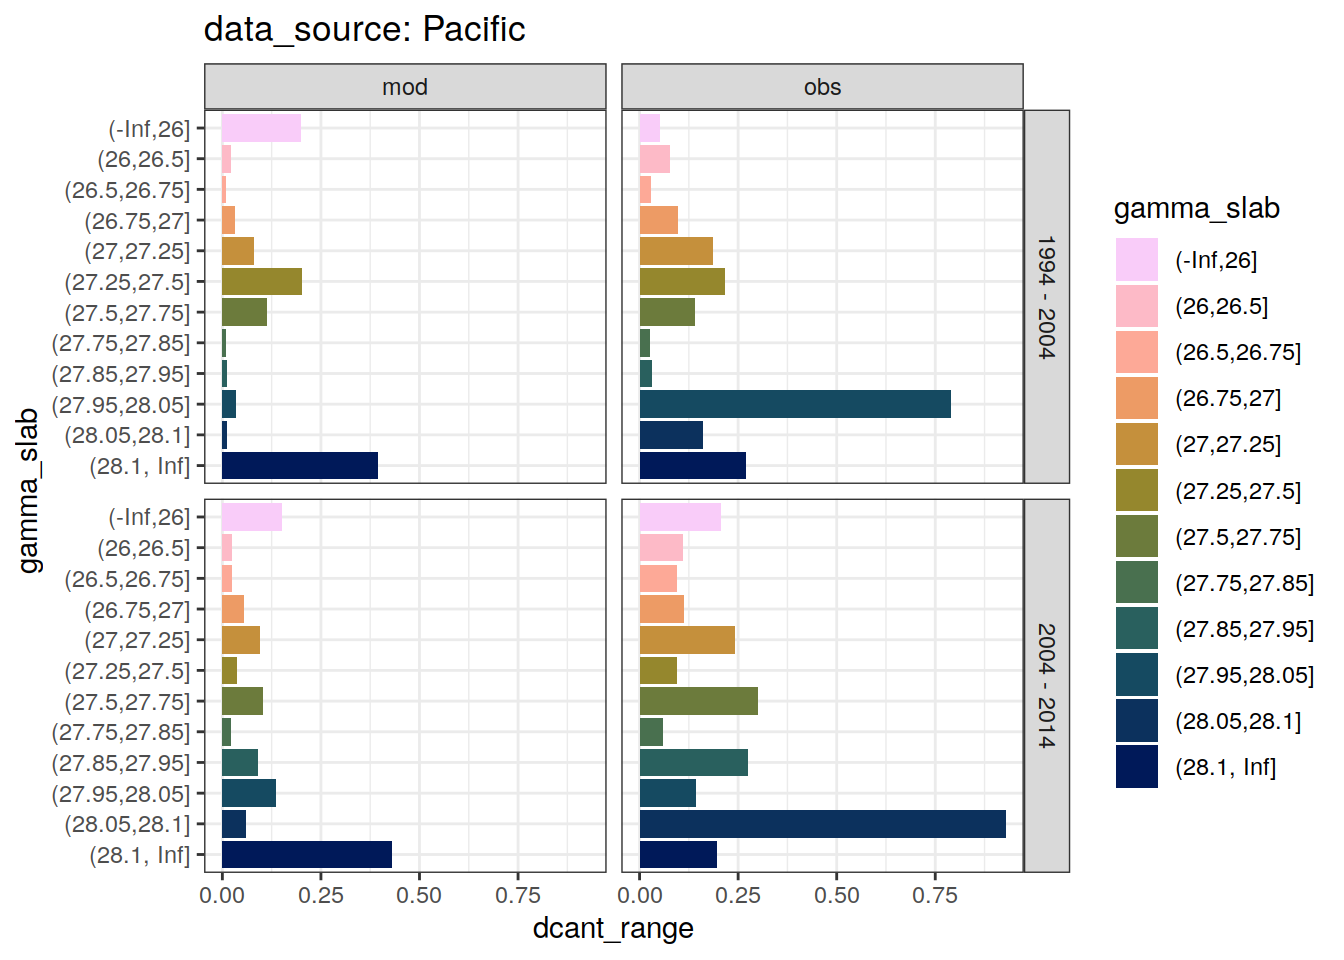 data_source: Pacific
mod
obs
gamma_slab
(-Inf,26]
(26,26.5]
(26.5,26.75]
(26.75,27]
(27,27.25]
(27.25,27.5]
(27.5,27.75]
(27.75,27.85]
(27.85,27.95]
(27.95,28.05]
(28.05,28.1]
(28.1, Inf]
1994 - 2004
(-Inf,26]
(26,26.5]
(26.5,26.75]
(26.75,27]
(27,27.25]
(27.25,27.5]
(27.5,27.75]
(27.75,27.85]
(27.85,27.95]
(27.95,28.05]
(28.05,28.1]
(28.1, Inf]
2004 - 2014
0.00 0.25 0.50 0.75
0.00 0.25 0.50 0.75
dcant_range
gamma_slab
(-Inf,26]
(26,26.5]
(26.5,26.75]
(26.75,27]
(27,27.25]
(27.25,27.5]
(27.5,27.75]
(27.75,27.85]
(27.85,27.95]
(27.95,28.05]
(28.05,28.1]
(28.1, Inf]